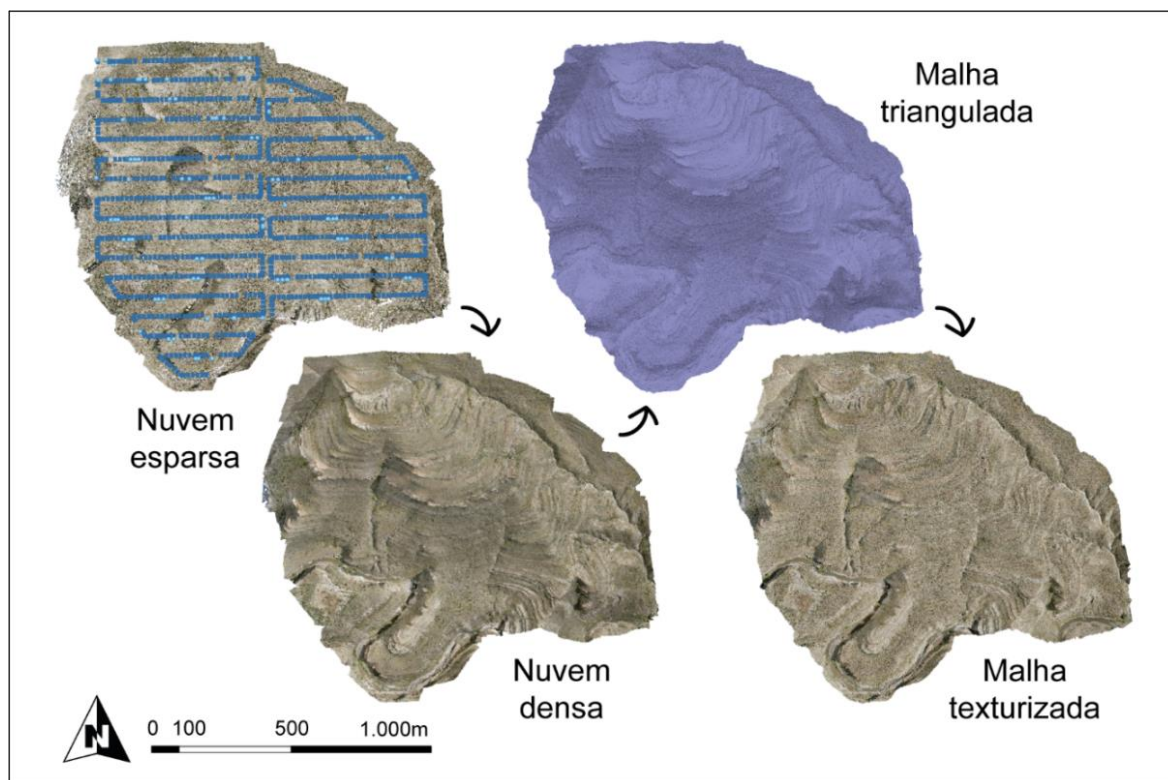 Malha
triangulada
Nuvem
esparsa
Nuvem
densa
Malha
texturizada
N
0 100 500 1.000m